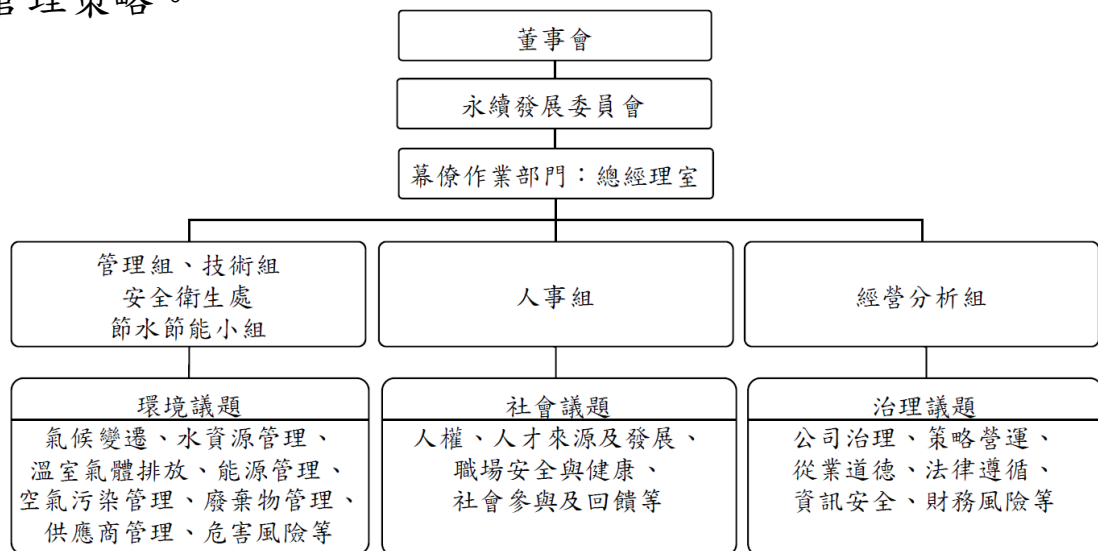 管理策略。
董事會
永續發展委員會
幕僚作業部門：總經理室
管理組、技術組
安全衛生處
節水節能小組
人事組
經營分析組
環境議題
氣候變遷、水資源管理、
溫室氣體排放、能源管理、
空氣污染管理、廢棄物管理、
供應商管理、危害風險等
社會議題
人權、人才來源及發展、
職場安全與健康、
社會參與及回饋等
治理議題
公司治理、策略營運、
從業道德、法律遵循、
資訊安全、財務風險等